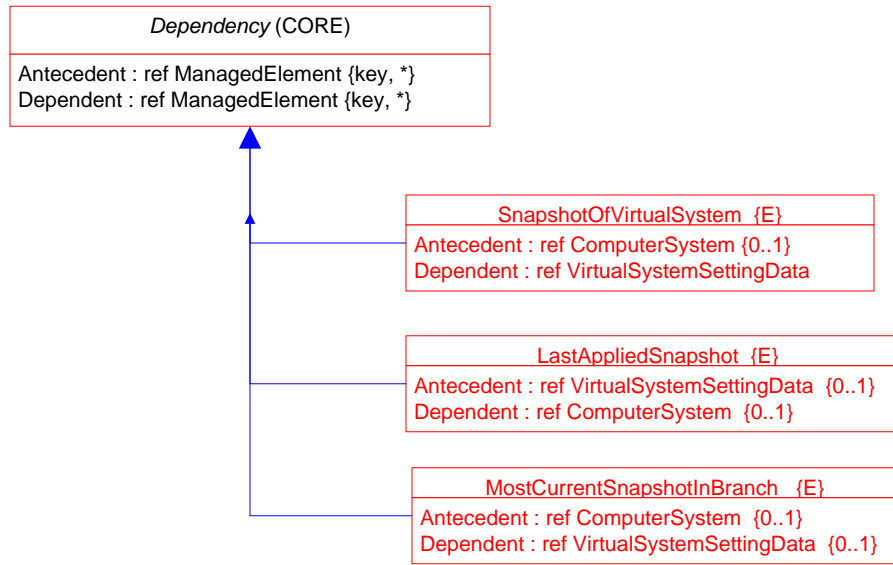 Dependency (CORE)
Antecedent : ref ManagedElement {key, *}
Dependent : ref ManagedElement {key, *}
SnapshotOfVirtualSystem {E}
Antecedent : ref ComputerSystem {0..1}
Dependent : ref VirtualSystemSettingData
LastAppliedSnapshot {E}
Antecedent : ref VirtualSystemSettingData {0..1}
Dependent : ref ComputerSystem {0..1}
MostCurrentSnapshotInBranch {E}
Antecedent : ref ComputerSystem {0..1}
Dependent : ref VirtualSystemSettingData {0..1}